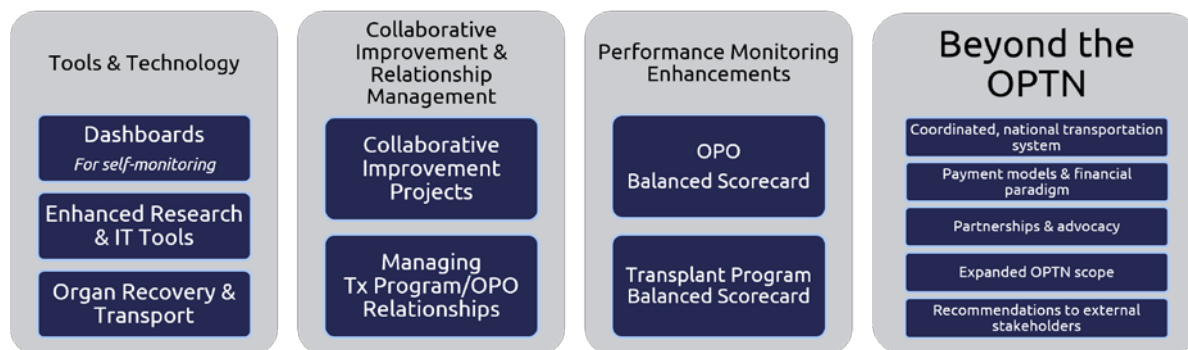 Tools & Technology
Dashboards
For self-monitoring
Enhanced Research
& IT Tools
Organ Recovery &
Transport
Collaborative
Improvement &
Relationship
Management
Collaborative
Improvement
Projects
Managing
Tx Program/OPO
Relationships
Performance Monitoring
Enhancements
OPO
Balanced Scorecard
Transplant Program
Balanced Scorecard
Beyond the
OPTN
Coordinated, national transportation
system
Payment models & financial
paradigm
Partnerships & advocacy
Expanded OPTN scope
Recommendations to external
stakeholders